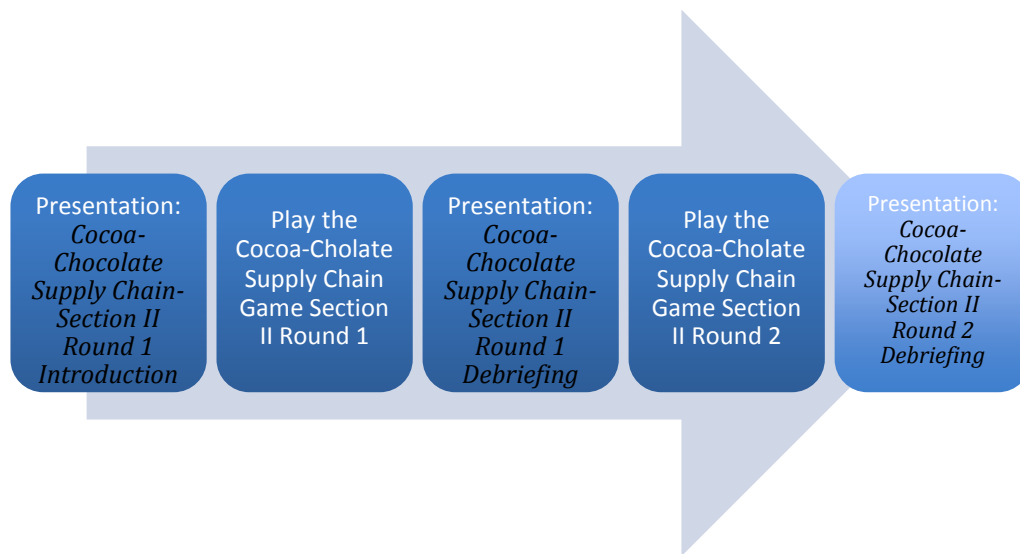 Presentation:
Cocoa-
Chocolate
Supply Chain-
Section II
Round 1
Introduction
Play the
Cocoa-Cholate
Supply Chain
Game Section
II Round 1
Presentation:
Cocoa-
Chocolate
Supply Chain-
Section II
Round 1
Debriefing
Play the
Cocoa-Cholate
Supply Chain
Game Section
II Round 2
Presentation:
Cocoa-
Chocolate
Supply Chain-
Section II
Round 2
Debriefing